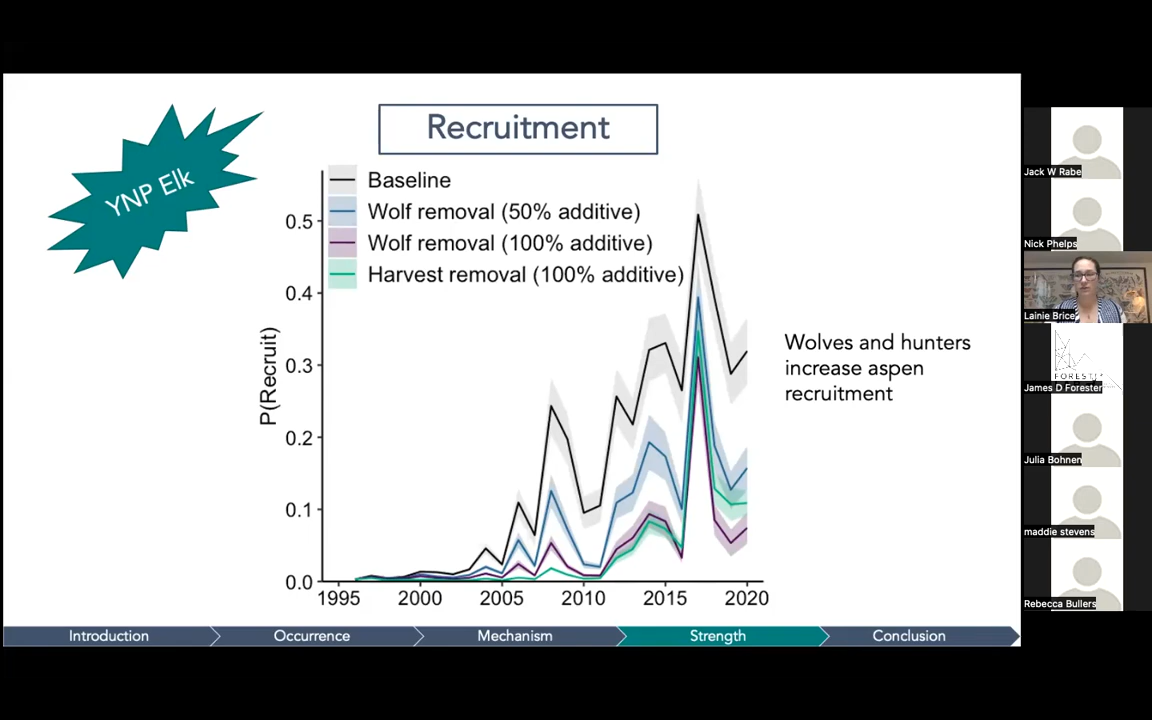 YNP Elk
Recruitment
Baseline
Wolf removal (50% additive)
Wolf removal (100% additive)
Harvest removal (100% additive)
P(Recruit)
0.5
0.4
0.3
0.2
0.1
0.0
1995 2000 2005 2010 2015 2020
Wolves and hunters
increase aspen
recruitment
Introduction Occurrence Mechanism Strength Conclusion
Jack W Rabe
Nick Phelps
Lainie Brice
James D Forester
Julia Bohnen
maddie stevens
Rebecca Bullers